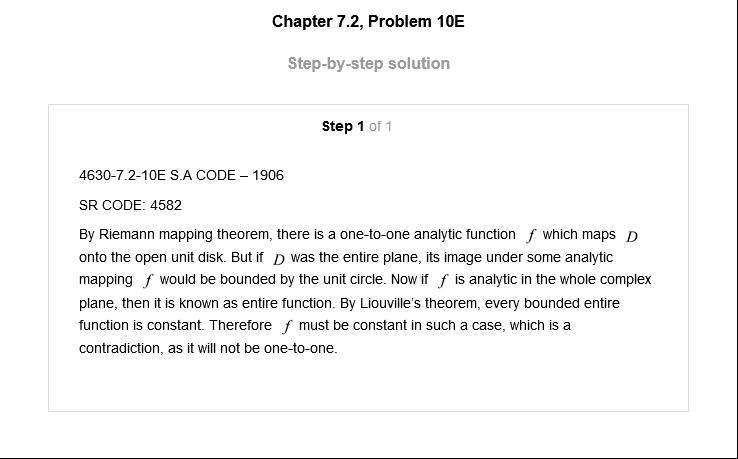 Chapter 7.2, Problem 10E
Step-by-step solution
Step 1 of 1
4630-7.2-10E S.A CODE – 1906
SR CODE: 4582
By Riemann mapping theorem, there is a one-to-one analytic function f which maps D
onto the open unit disk. But if D was the entire plane, its image under some analytic
mapping f would be bounded by the unit circle. Now if f is analytic in the whole complex
plane, then it is known as entire function. By Liouville’s theorem, every bounded entire
function is constant. Therefore f must be constant in such a case, which is a
contradiction, as it will not be one-to-one.